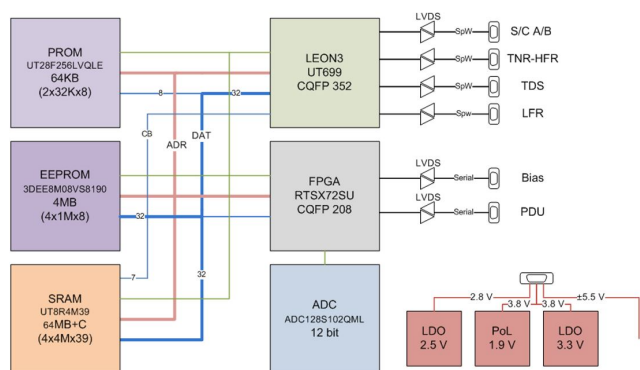 PROM
UT28F256LVQLE
64KB
(2x32Kx8)
EEPROM
3DEE8M08VS8190
4MB
(4x1Mx8)
SRAM
UT8R4M39
64MB+C
(4x4Mx39)
8
CB
ADR
DAT
32
32
7
32
LEON3
UT699
CQFP 352
FPGA
RTSX72SU
CQFP 208
ADC
ADC128S102QML
12 bit
LVDS
SpW
S/C A/B
SpW
TNR-HFR
SpW
TDS
Spw
LFR
LVDS
Serial
Bias
LVDS
Serial
PDU
2.8 V
3.8 V
3.8 V
±5.5 V
LDO
2.5 V
PoL
1.9 V
LDO
3.3 V